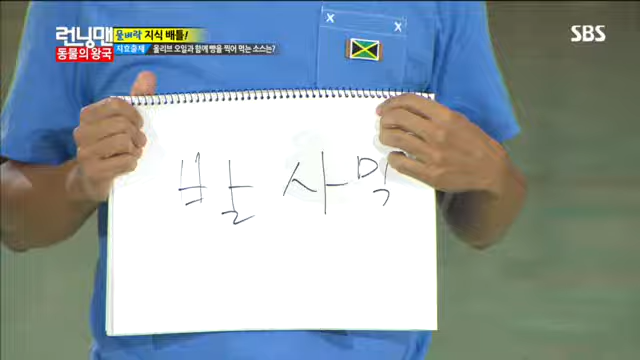 런닝맨
동물의 왕국
물벼락 지식 배틀!
지효출제 올리브 오일과 함께 빵을 찍어 먹는 소스는?
SBS
발 사믹